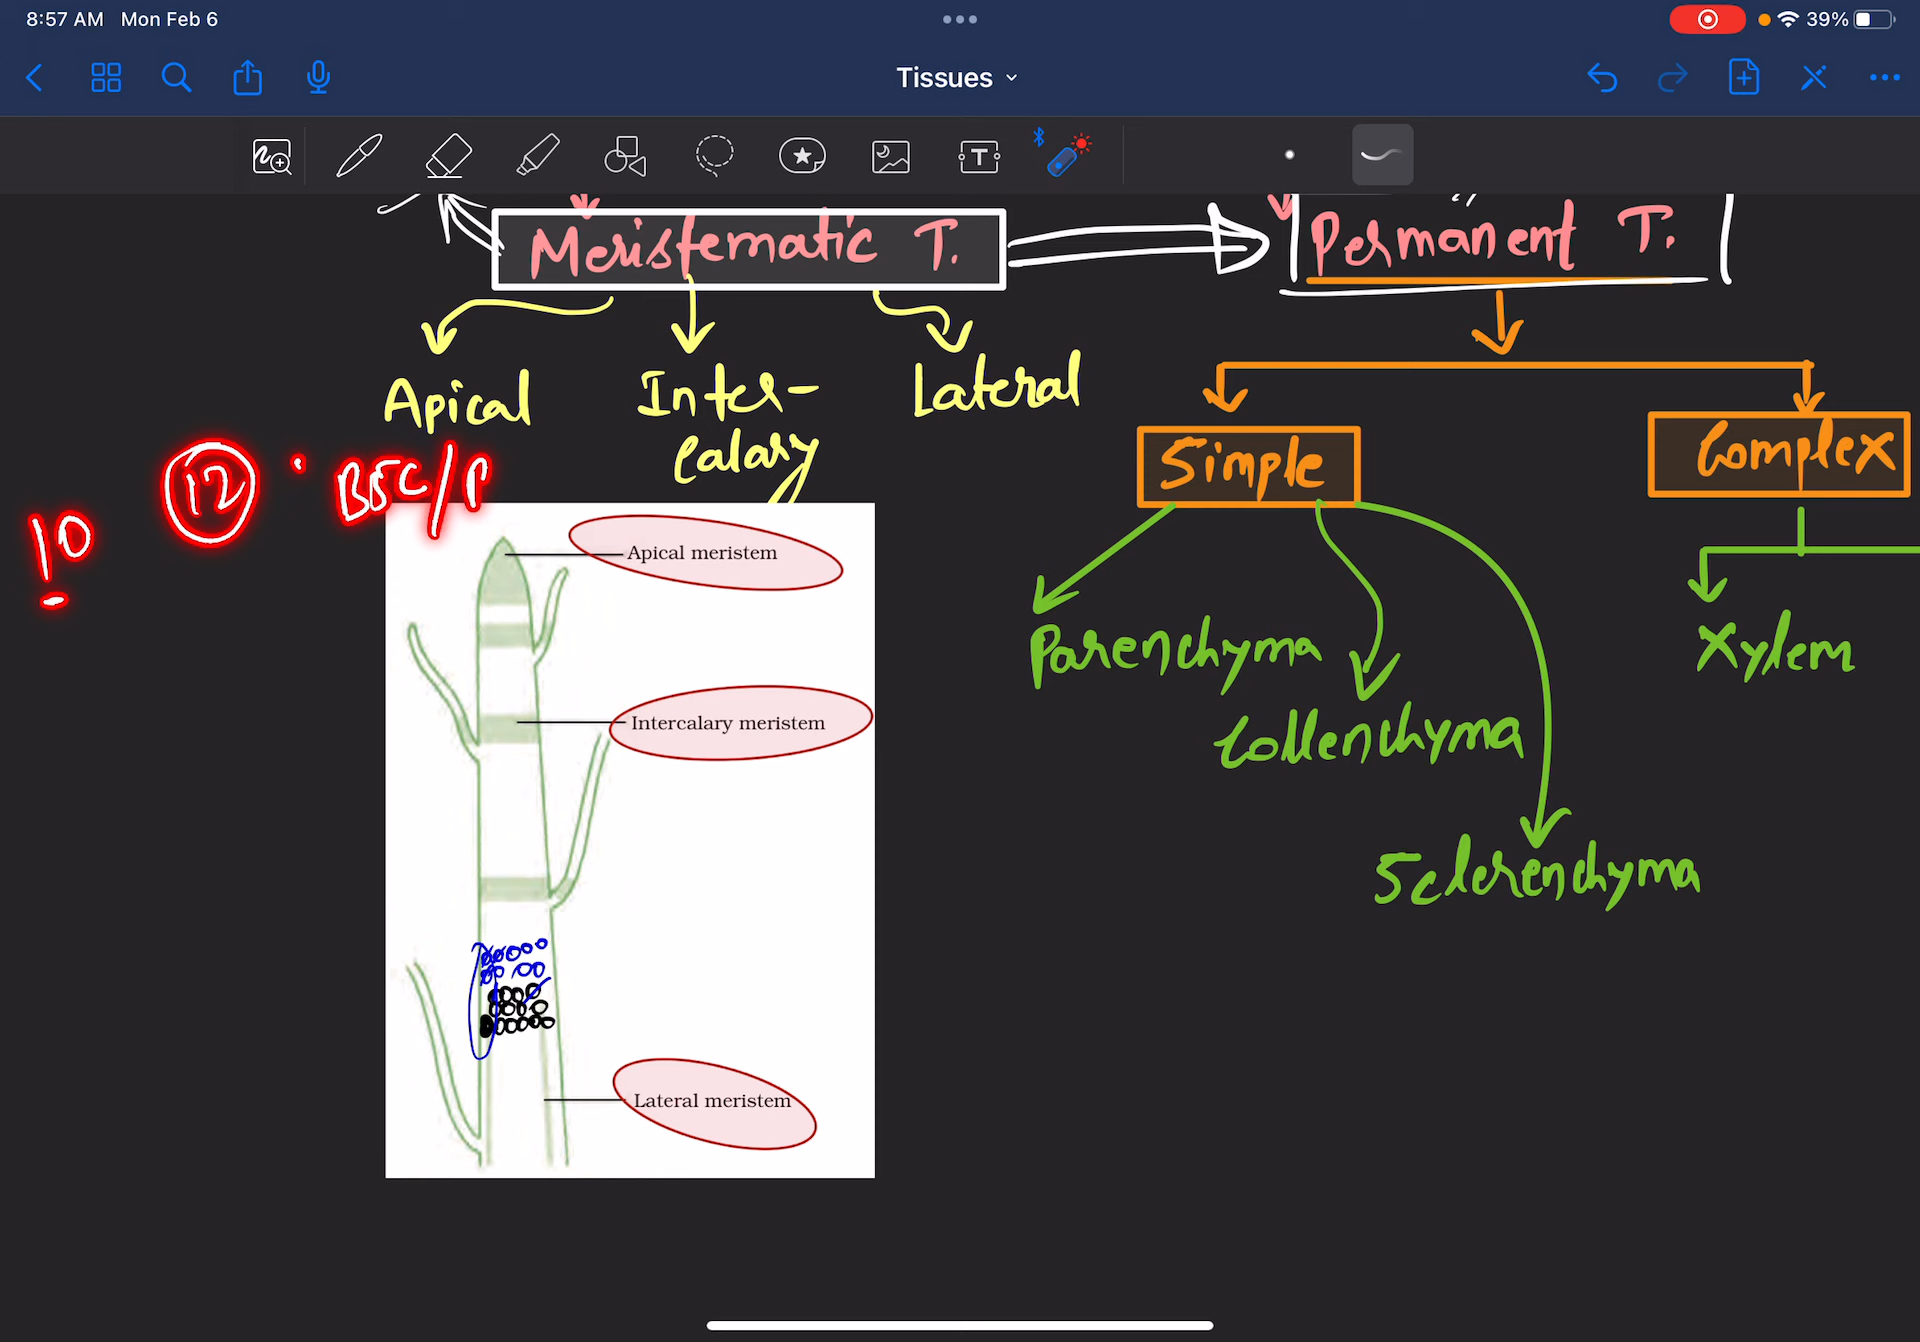 8:57 AM Mon Feb 6
39%
Tissues
T
Meristematic T.
Permanent T.
Apical
Inter-
calary
Lateral
Simple
Complex
12
10
Apical meristem
Parenchyma
Xylem
Intercalary meristem
Collenchyma
Sclerenchyma
Lateral meristem